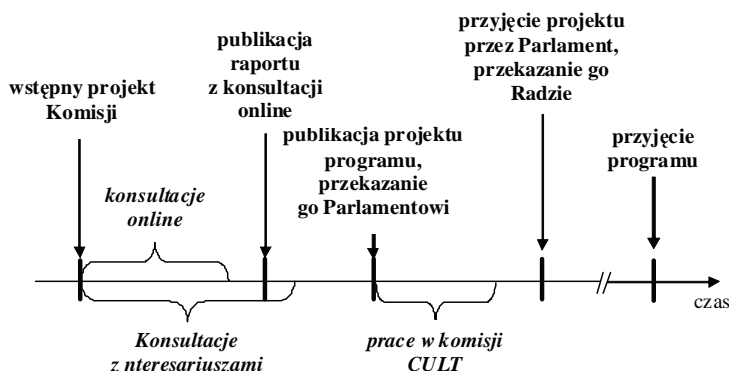 wstępny projekt
Komisji
publikacja
raportu
z konsultacji
online
publikacja projektu
programu,
przekazanie
go Parlamentowi
przyjęcie projektu
przez Parlament,
przekazanie go
Radzie
przyjęcie
programu
konsultacje
online
czas
Konsultacje
z nteresariuszami
prace w komisji
CULT